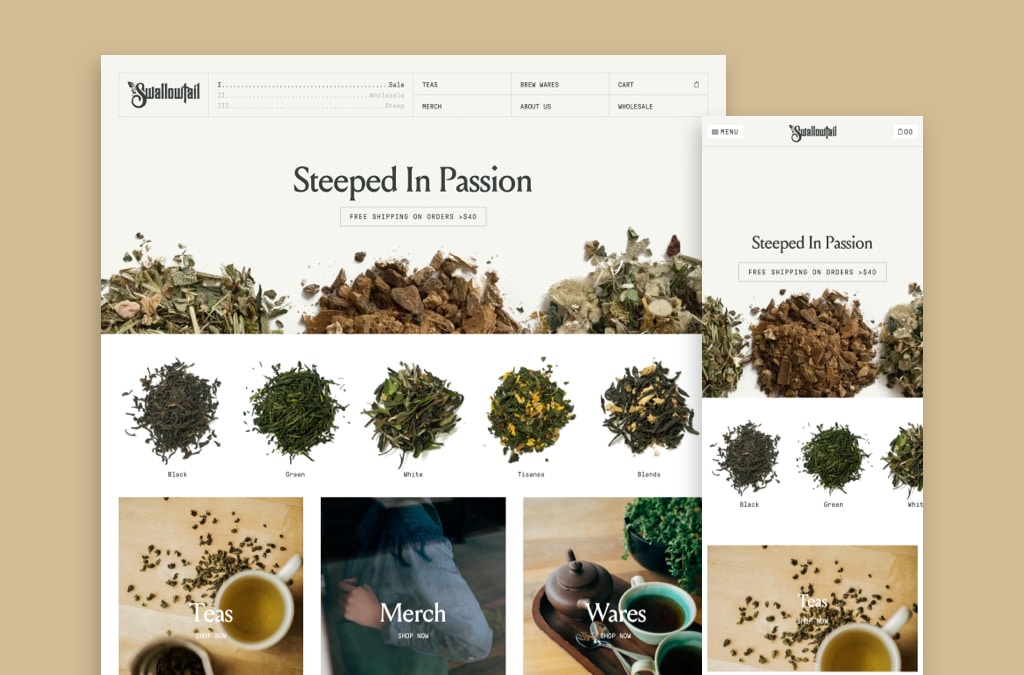 Swallowtail
I.......................................Sale
II....................................Wholesale
III.......................................Steep
TEAS
BREW WARES
CART
MERCH
ABOUT US
WHOLESALE
Steeped In Passion
FREE SHIPPING ON ORDERS >$40
Black
Green
White
Tisanes
Blends
Teas
SHOP NOW
Merch
SHOP NOW
Wares
SHOP NOW
MENU
Swallowtail
00
Steeped In Passion
FREE SHIPPING ON ORDERS >$40
Black
Green
Whit
Teas
SHOP NOW